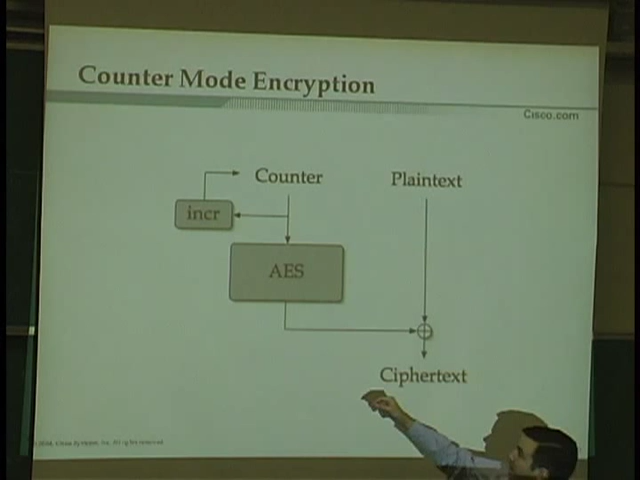 Counter Mode Encryption
Cisco.com
Counter
Plaintext
incr
AES
Ciphertext